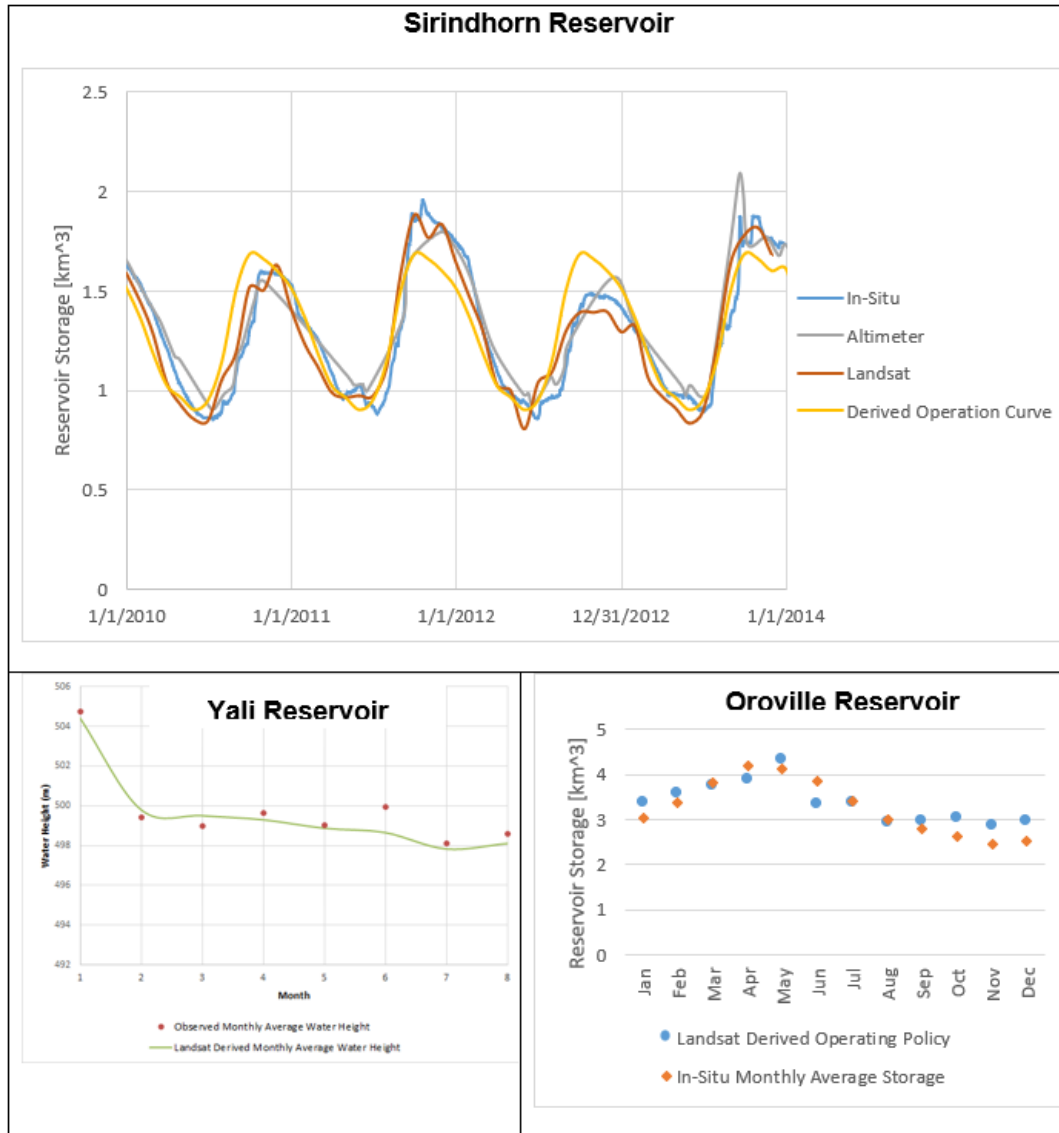 Sirindhorn Reservoir
2.5
2
1.5
1
0.5
0
Reservoir Storage [km^3]
1/1/2010
1/1/2011
1/1/2012
12/31/2012
1/1/2014
In-Situ
Altimeter
Landsat
Derived Operation Curve
Yali Reservoir
506
504
502
500
498
496
494
492
Water Height (m)
1
2
3
4
5
6
7
8
Month
Observed Monthly Average Water Height
Landsat Derived Monthly Average Water Height
Oroville Reservoir
5
4
3
2
1
0
Reservoir Storage [km^3]
Jan
Feb
Mar
Apr
May
Jun
Jul
Aug
Sep
Oct
Nov
Dec
Landsat Derived Operating Policy
In-Situ Monthly Average Storage